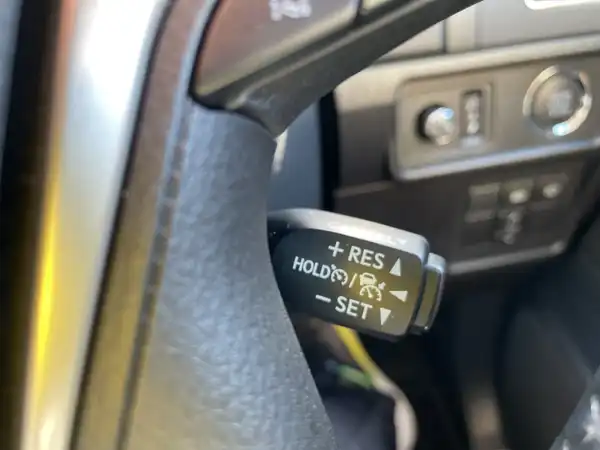 + RES ▲
HOLD /
− SET ▼